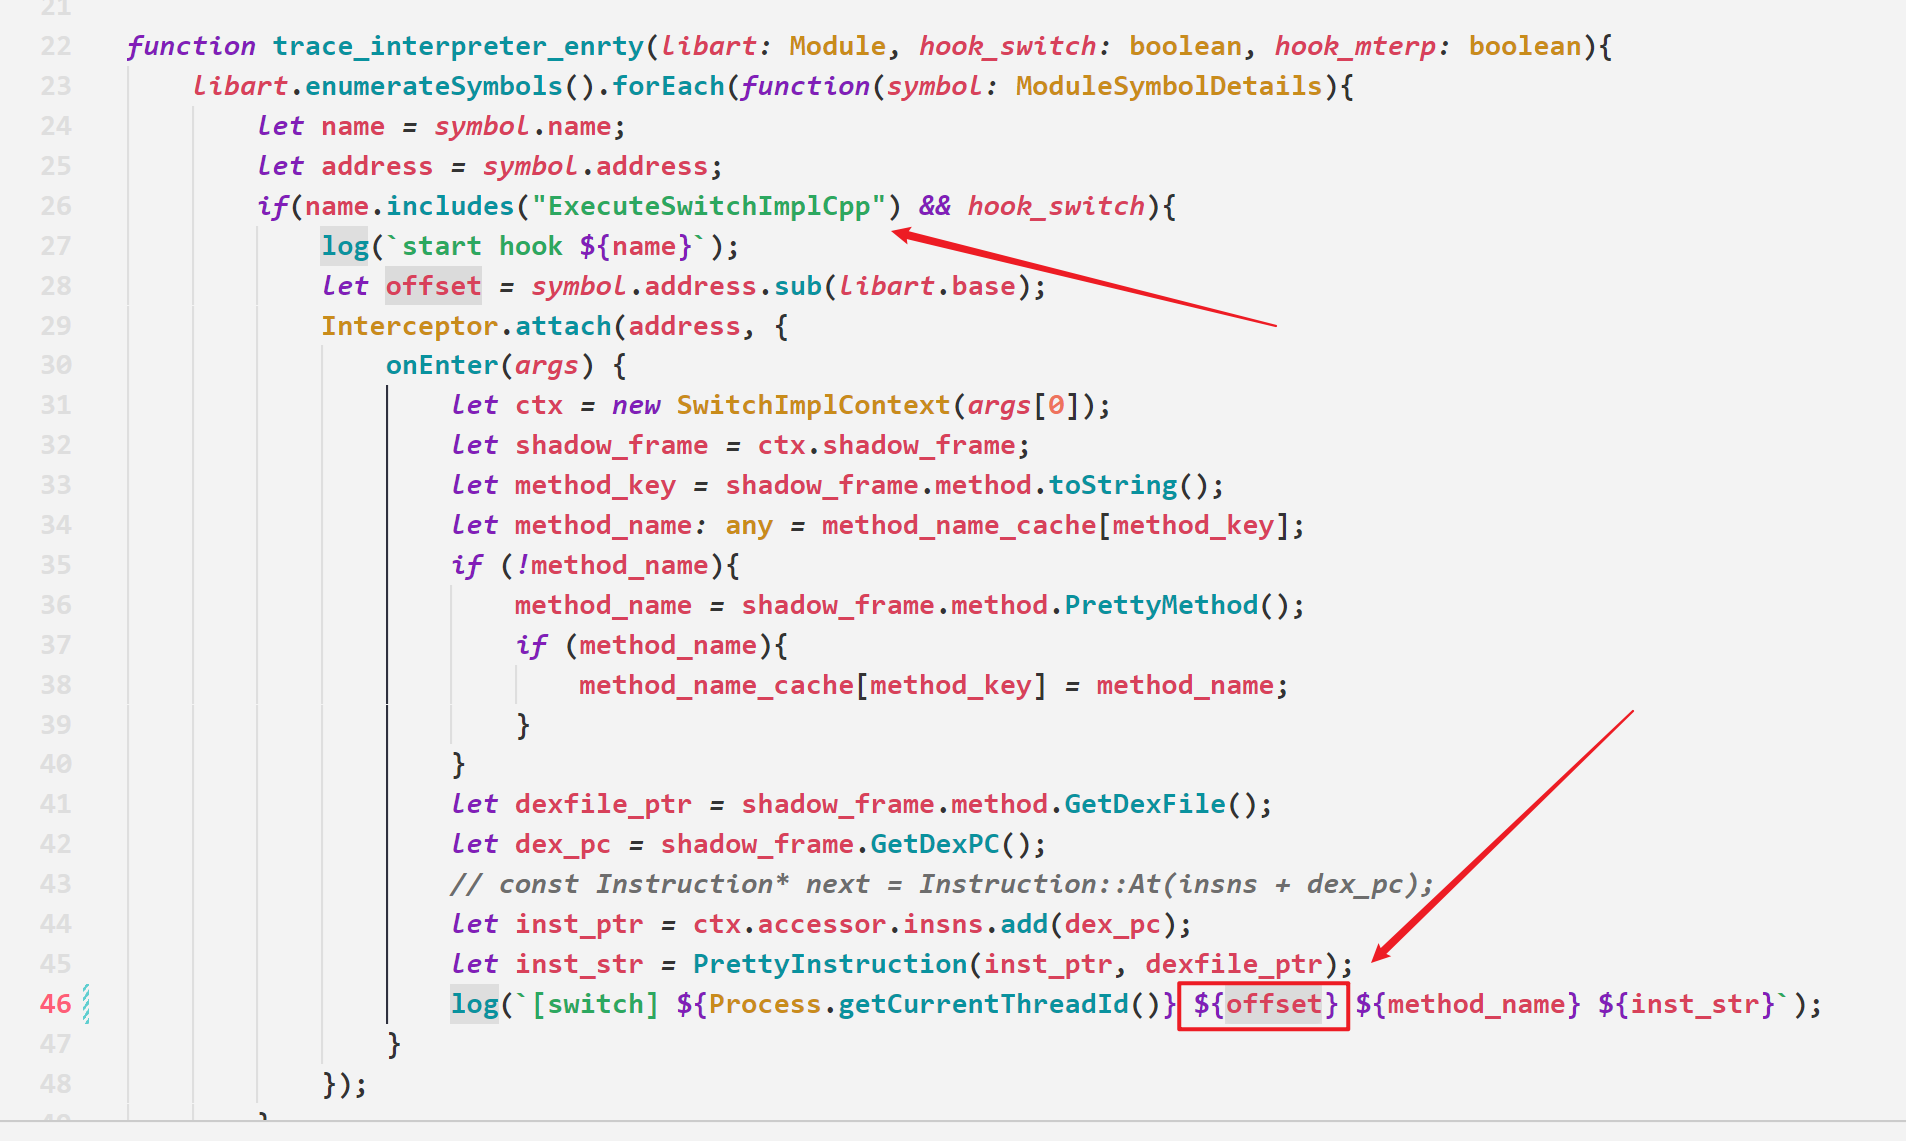 21
22 function trace_interpreter_enrty(libart: Module, hook_switch: boolean, hook_mterp: boolean){
23 libart.enumerateSymbols().forEach(function(symbol: ModuleSymbolDetails){
24 let name = symbol.name;
25 let address = symbol.address;
26 if(name.includes("ExecuteSwitchImplCpp") && hook_switch){
27 log(`start hook ${name}`);
28 let offset = symbol.address.sub(libart.base);
29 Interceptor.attach(address, {
30 onEnter(args) {
31 let ctx = new SwitchImplContext(args[0]);
32 let shadow_frame = ctx.shadow_frame;
33 let method_key = shadow_frame.method.toString();
34 let method_name: any = method_name_cache[method_key];
35 if (!method_name){
36 method_name = shadow_frame.method.PrettyMethod();
37 if (method_name){
38 method_name_cache[method_key] = method_name;
39 }
40 }
41 let dexfile_ptr = shadow_frame.method.GetDexFile();
42 let dex_pc = shadow_frame.GetDexPC();
43 // const Instruction* next = Instruction::At(insns + dex_pc);
44 let inst_ptr = ctx.accessor.insns.add(dex_pc);
45 let inst_str = PrettyInstruction(inst_ptr, dexfile_ptr);
46 log(`[switch] ${Process.getCurrentThreadId()} ${offset} ${method_name} ${inst_str}`);
47 }
48 });